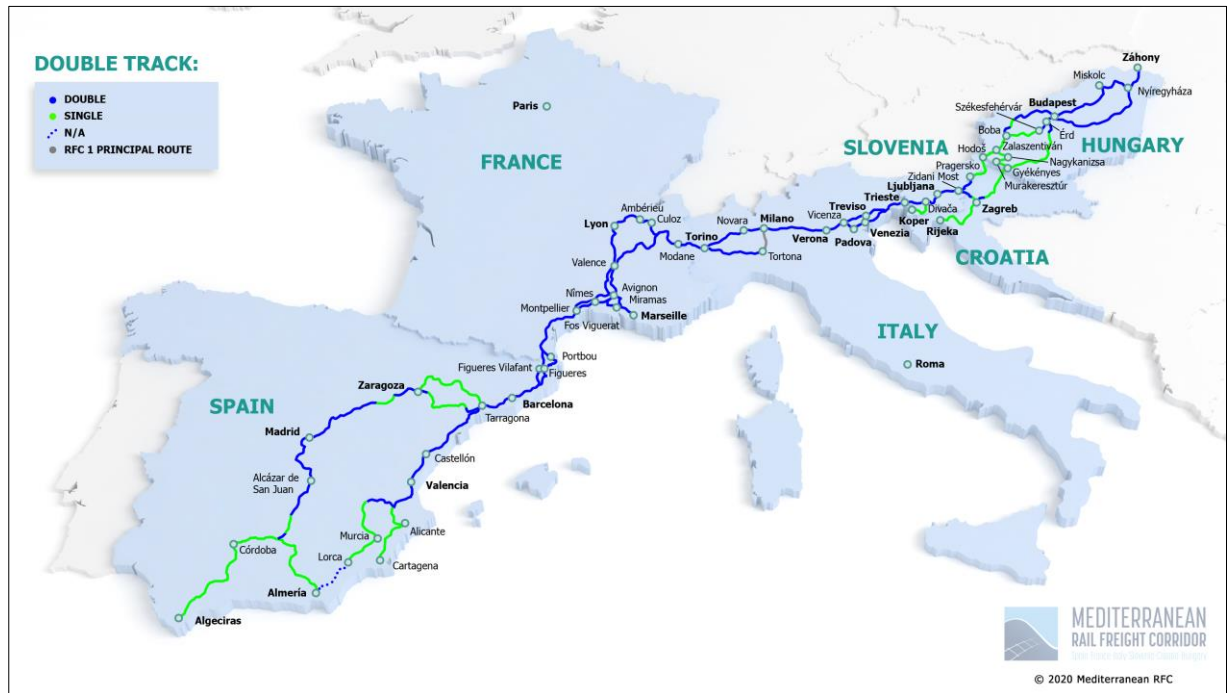 DOUBLE TRACK:
DOUBLE
SINGLE
N/A
RFC 1 PRINCIPAL ROUTE
Paris
FRANCE
SLOVENIA
HUNGARY
CROATIA
ITALY
SPAIN
Záhony
Miskolc
Nyíregyháza
Székesfehérvár
Budapest
Boba
Érd
Hodoš
Zalaszentiván
Nagykanizsa
Pragersko
Gyékényes
Zidani Most
Murakeresztúr
Ljubljana
Trieste
Treviso
Vicenza
Koper
Divača
Zagreb
Rijeka
Venezia
Padova
Verona
Milano
Novara
Torino
Tortona
Modane
Ambérieu
Culoz
Lyon
Valence
Avignon
Nîmes
Miramas
Montpellier
Marseille
Fos Viguerat
Portbou
Figueres Vilafant
Figueres
Zaragoza
Barcelona
Tarragona
Madrid
Castellón
Alcázar de
San Juan
Valencia
Murcia
Alicante
Córdoba
Lorca
Cartagena
Almería
Algeciras
Roma
MEDITERRANEAN
RAIL FREIGHT CORRIDOR
© 2020 Mediterranean RFC